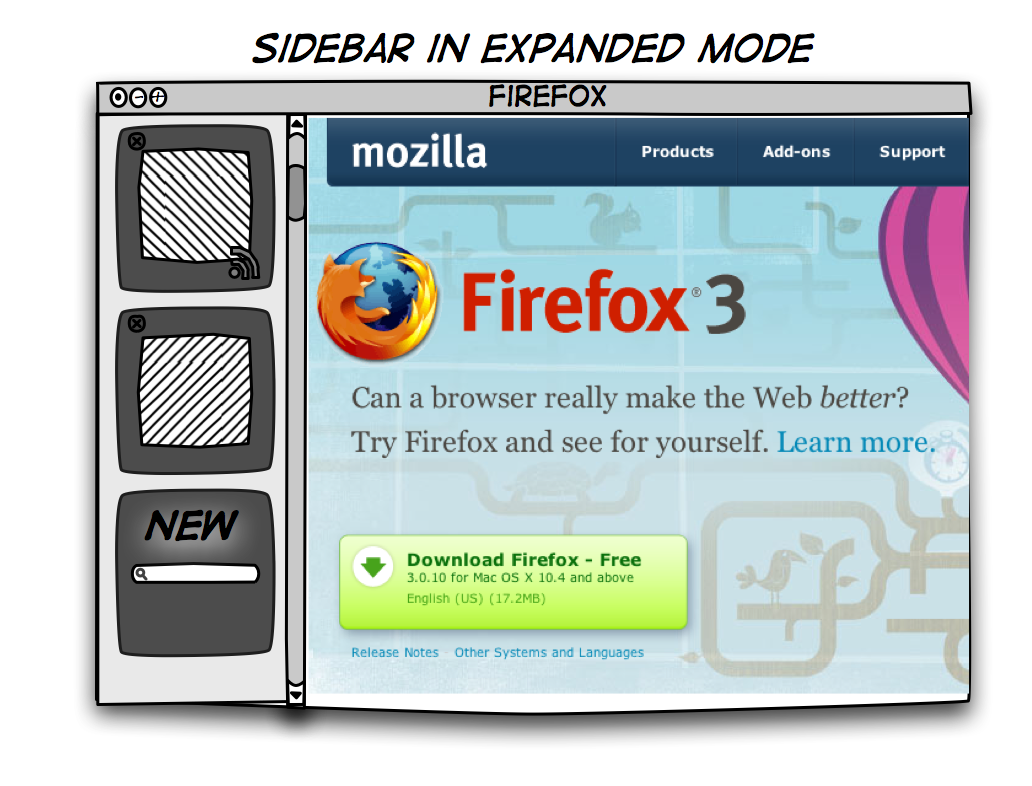 SIDEBAR IN EXPANDED MODE
FIREFOX
mozilla
Products Add-ons Support
Firefox® 3
Can a browser really make the Web better?
Try Firefox and see for yourself. Learn more.
NEW
Download Firefox - Free
3.0.10 for Mac OS X 10.4 and above
English (US) (17.2MB)
Release Notes Other Systems and Languages